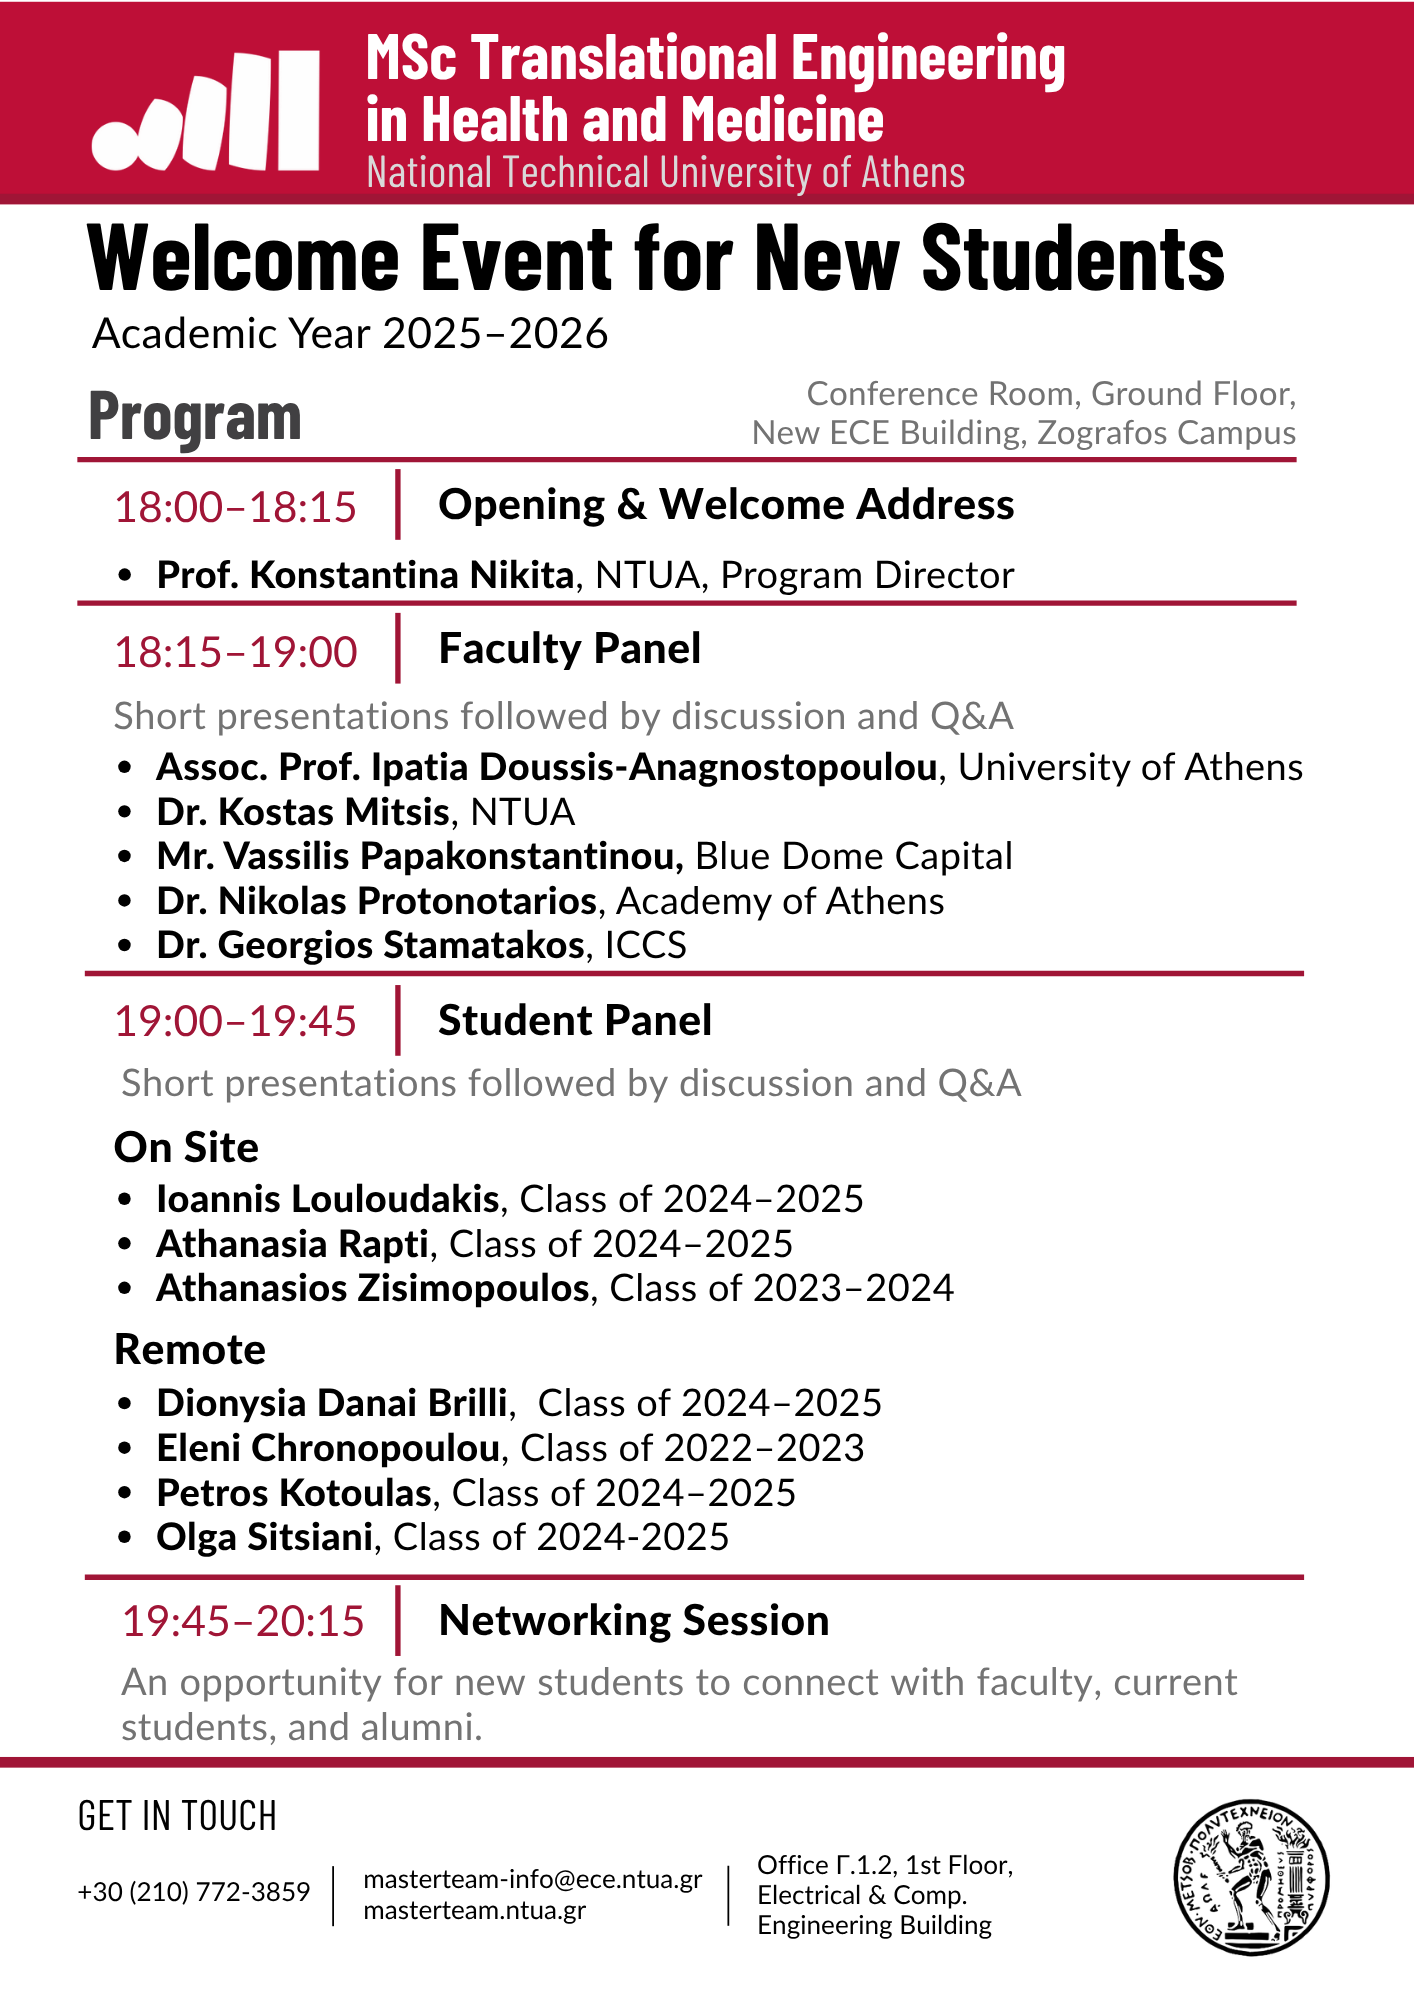 MSc Translational Engineering
in Health and Medicine
National Technical University of Athens
Welcome Event for New Students
Academic Year 2025–2026
Program
Conference Room, Ground Floor,
New ECE Building, Zografos Campus
18:00–18:15
Opening & Welcome Address
• Prof. Konstantina Nikita, NTUA, Program Director
18:15–19:00
Faculty Panel
Short presentations followed by discussion and Q&A
• Assoc. Prof. Ipatia Doussis-Anagnostopoulou, University of Athens
• Dr. Kostas Mitsis, NTUA
• Mr. Vassilis Papakonstantinou, Blue Dome Capital
• Dr. Nikolas Protonotarios, Academy of Athens
• Dr. Georgios Stamatakos, ICCS
19:00–19:45
Student Panel
Short presentations followed by discussion and Q&A
On Site
• Ioannis Louloudakis, Class of 2024–2025
• Athanasia Rapti, Class of 2024–2025
• Athanasios Zisimopoulos, Class of 2023–2024
Remote
• Dionysia Danai Brilli,  Class of 2024–2025
• Eleni Chronopoulou, Class of 2022–2023
• Petros Kotoulas, Class of 2024–2025
• Olga Sitsiani, Class of 2024-2025
19:45–20:15
Networking Session
An opportunity for new students to connect with faculty, current
students, and alumni.
GET IN TOUCH
+30 (210) 772-3859
masterteam-info@ece.ntua.gr
masterteam.ntua.gr
Office Γ.1.2, 1st Floor,
Electrical & Comp.
Engineering Building
ΕΘΝ·ΜΕΤΣΟΒ·ΠΟΛΥΤΕΧΝΕΙΟΝ